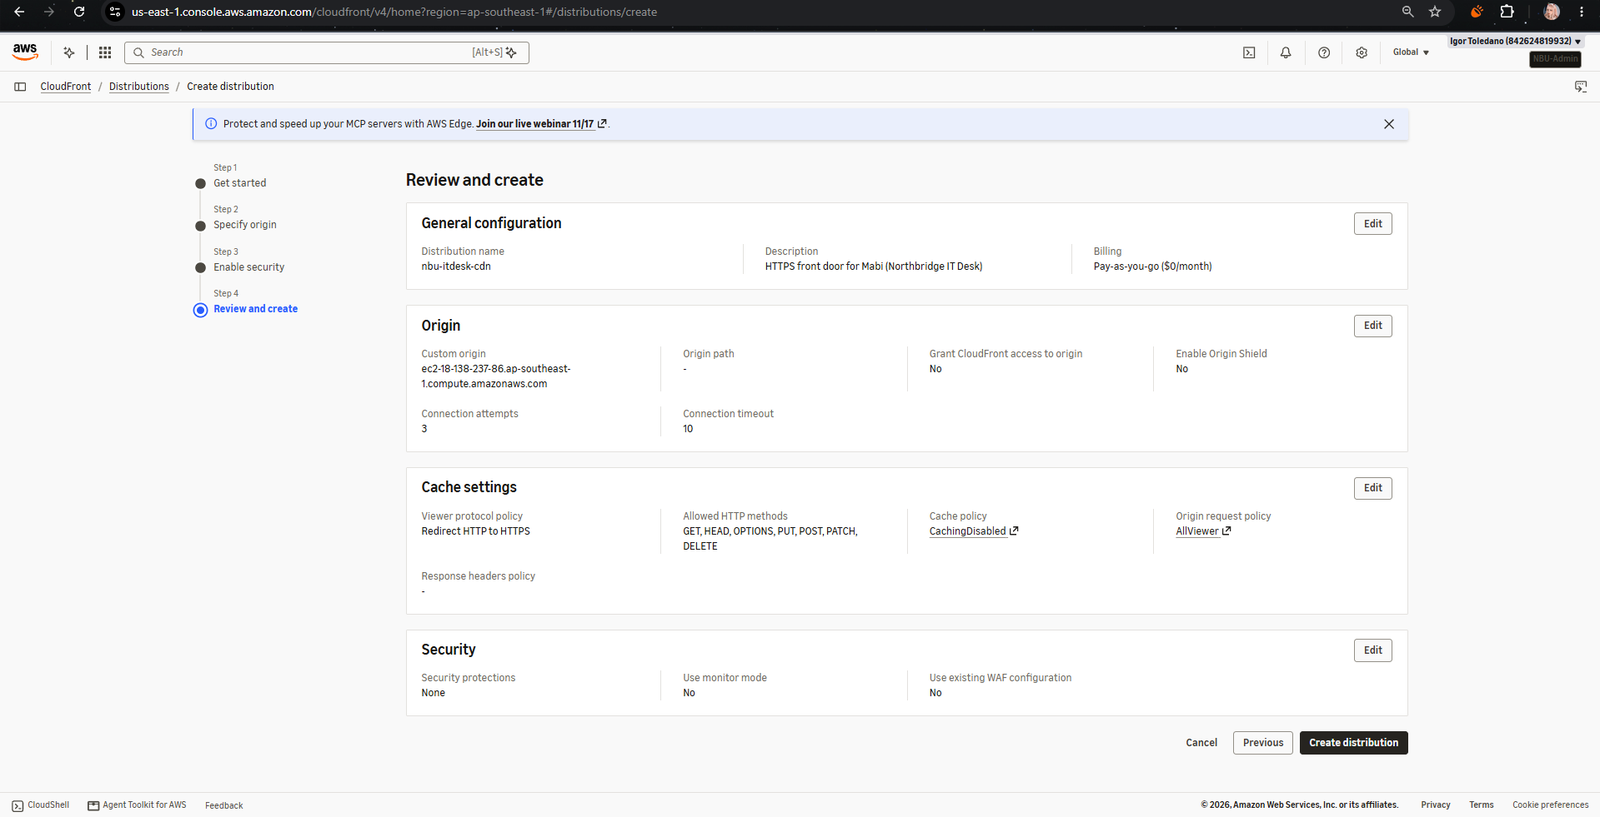 us-east-1.console.aws.amazon.com/cloudfront/v4/home?region=ap-southeast-1#/distributions/create
aws
Search
[Alt+S]
Global
Igor Toledano (842624819932)
NBU-Admin
CloudFront / Distributions / Create distribution
Protect and speed up your MCP servers with AWS Edge. Join our live webinar 11/17 .
Step 1
Get started
Step 2
Specify origin
Step 3
Enable security
Step 4
Review and create
Review and create
General configuration
Edit
Distribution name
nbu-itdesk-cdn
Description
HTTPS front door for Mabi (Northbridge IT Desk)
Billing
Pay-as-you-go ($0/month)
Origin
Edit
Custom origin
ec2-18-138-237-86.ap-southeast-
1.compute.amazonaws.com
Origin path
-
Grant CloudFront access to origin
No
Enable Origin Shield
No
Connection attempts
3
Connection timeout
10
Cache settings
Edit
Viewer protocol policy
Redirect HTTP to HTTPS
Allowed HTTP methods
GET, HEAD, OPTIONS, PUT, POST, PATCH,
DELETE
Cache policy
CachingDisabled
Origin request policy
AllViewer
Response headers policy
-
Security
Edit
Security protections
None
Use monitor mode
No
Use existing WAF configuration
No
Cancel
Previous
Create distribution
CloudShell
Agent Toolkit for AWS
Feedback
© 2026, Amazon Web Services, Inc. or its affiliates.
Privacy
Terms
Cookie preferences